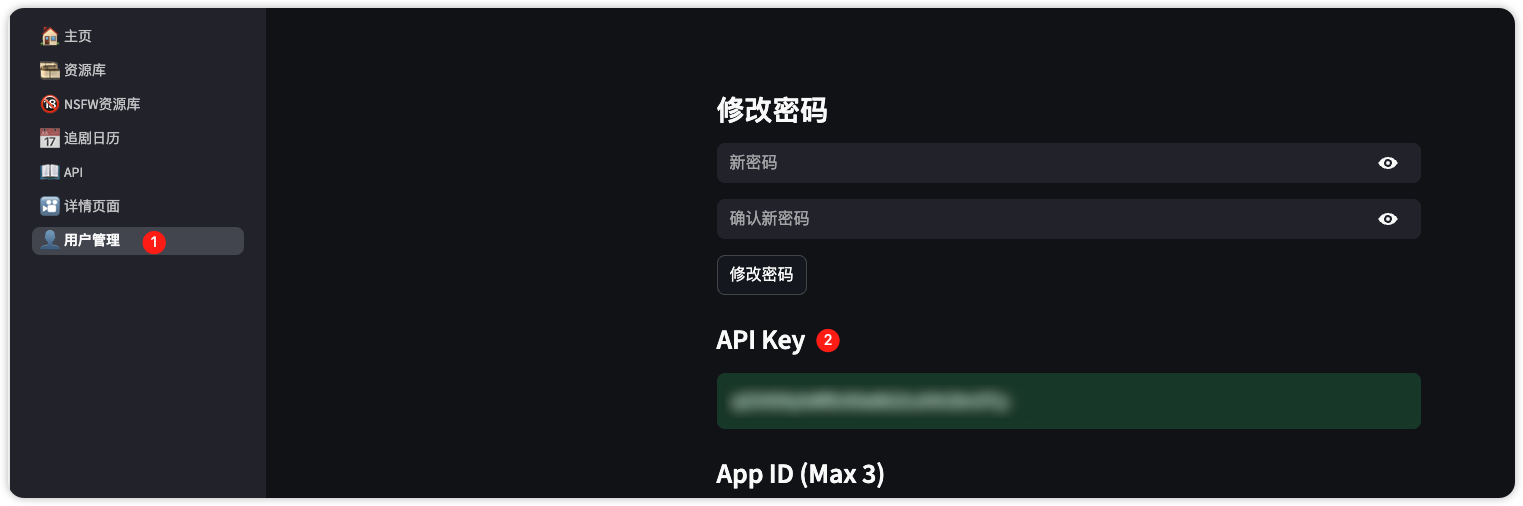 主页
资源库
NSFW资源库
追剧日历
API
详情页面
用户管理 1
修改密码
新密码
确认新密码
修改密码
API Key 2
App ID (Max 3)